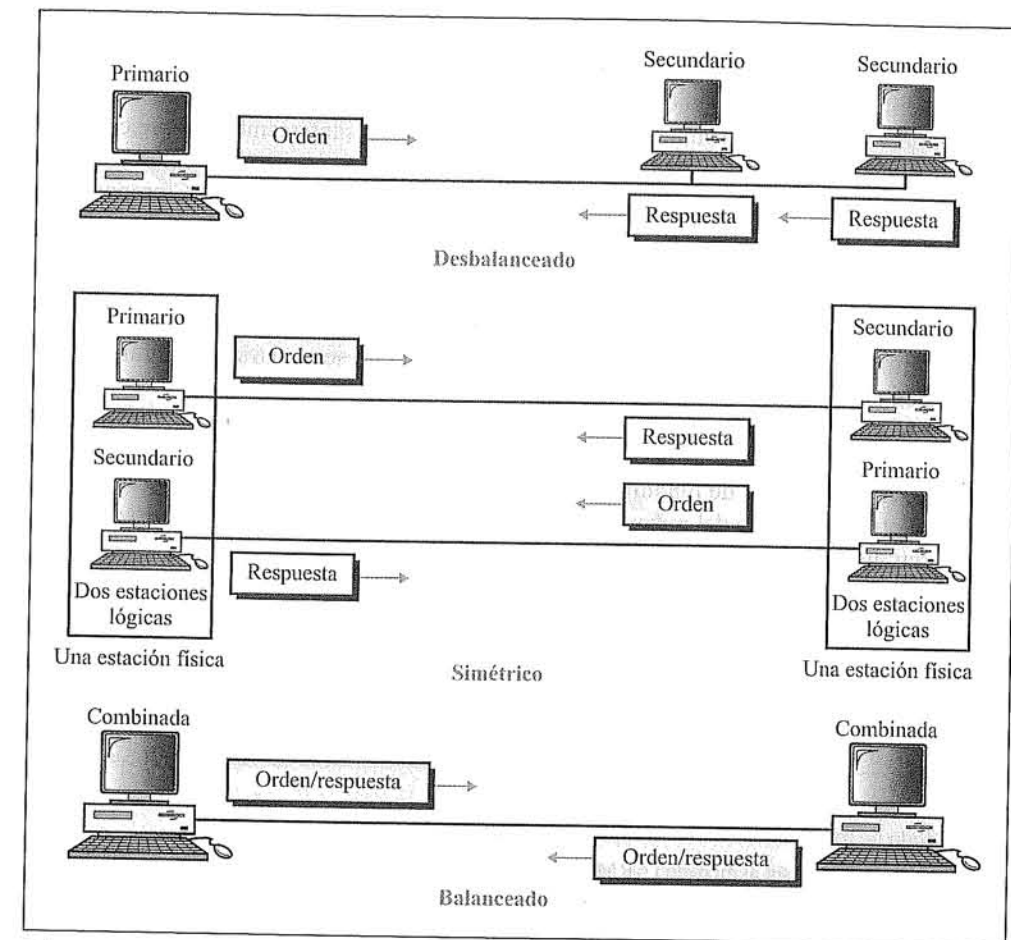 Primario
Secundario
Secundario
Orden
Respuesta
Respuesta
Desbalanceado
Primario
Secundario
Orden
Respuesta
Secundario
Primario
Orden
Respuesta
Dos estaciones
lógicas
Dos estaciones
lógicas
Una estación física
Una estación física
Simétrico
Combinada
Combinada
Orden/respuesta
Orden/respuesta
Balanceado